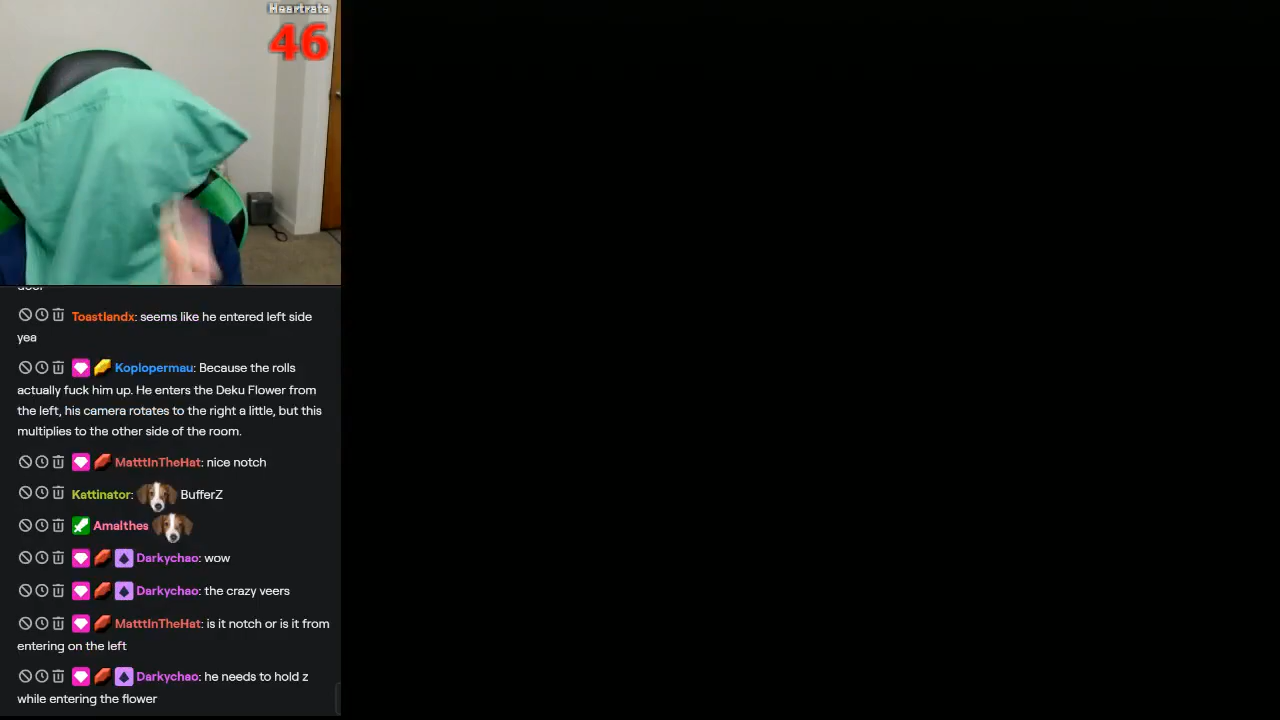 Heartrate
46
Toastlandx: seems like he entered left side
yea
Koplopermau: Because the rolls
actually fuck him up. He enters the Deku Flower from
the left, his camera rotates to the right a little, but this
multiplies to the other side of the room.
MatttInTheHat: nice notch
Kattinator: BufferZ
Amalthes
Darkychao: wow
Darkychao: the crazy veers
MatttInTheHat: is it notch or is it from
entering on the left
Darkychao: he needs to hold z
while entering the flower